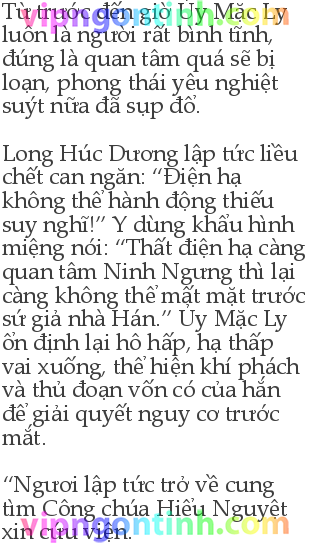 Từ trước đến giờ Úy Mặc Ly
vipngontinh.com
luôn là người rất bình tĩnh,
đúng là quan tâm quá sẽ bị
loạn, phong thái yêu nghiệt
suýt nữa đã sụp đổ.
Long Húc Dương lập tức liều
chết can ngăn: “Điện hạ
không thể hành động thiếu
suy nghĩ!” Y dùng khẩu hình
miệng nói: “Thất điện hạ càng
quan tâm Ninh Ngưng thì lại
càng không thể mất mặt trước
sứ giả nhà Hán.” Úy Mặc Ly
ổn định lại hô hấp, hạ thấp
vai xuống, thể hiện khí phách
và thủ đoạn vốn có của hắn
để giải quyết nguy cơ trước
mắt.
“Ngươi lập tức trở về cung
tìm Công chúa Hiểu Nguyệt
xin cứu viện.
vipngontinh.com